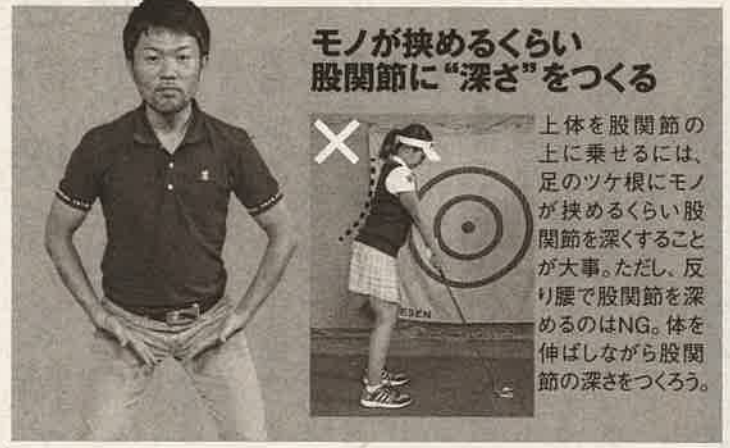 モノが挟めるくらい
股関節に“深さ”をつくる
上体を股関節の
上に乗せるには、
足のツケ根にモノ
が挟めるくらい股
関節を深くすること
が大事。ただし、反
り腰で股関節を深
めるのはNG。体を
伸ばしながら股関
節の深さをつくろう。
ESEN